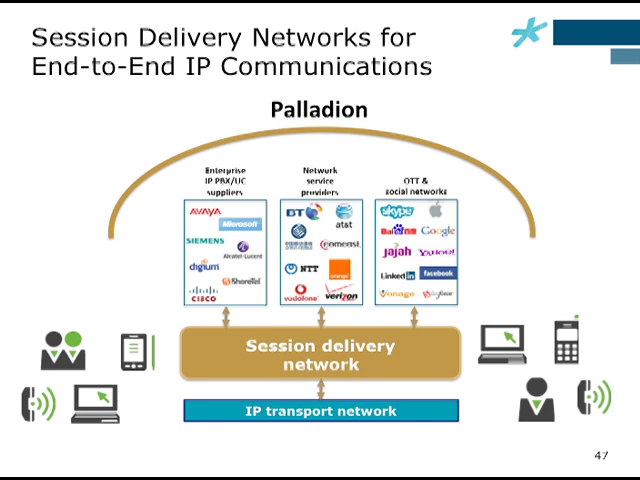 Session Delivery Networks for
End-to-End IP Communications
Palladion
Enterprise
IP PBX/UC
suppliers
Network
service
providers
OTT &
social networks
AVAYA
Microsoft
SIEMENS
Alcatel-Lucent
digium
ShoreTel
CISCO
BT
at&t
comcast
NTT
orange
vodafone
verizon
skype
Google
jajah
YAHOO!
Linked in
facebook
Vonage
Session delivery
network
IP transport network
47